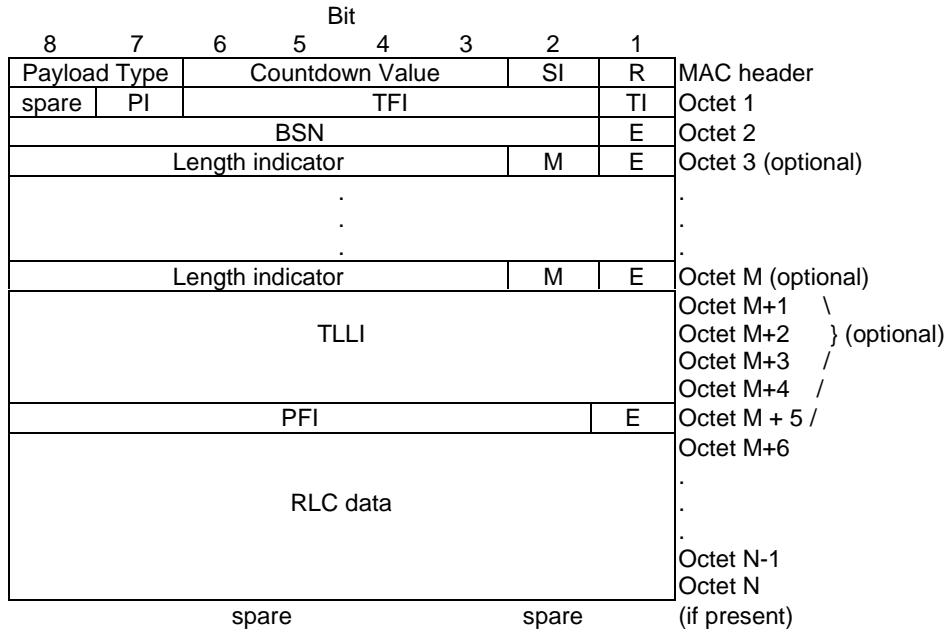 Bit
8 7 6 5 4 3 2 1
Payload Type Countdown Value SI R MAC header
spare PI TFI TI Octet 1
BSN E Octet 2
Length indicator M E Octet 3 (optional)
. .
. .
. .
Length indicator M E Octet M (optional)
Octet M+1 \
TLLI Octet M+2 } (optional)
Octet M+3 /
Octet M+4 /
PFI E Octet M + 5 /
Octet M+6
.
RLC data .
.
Octet N-1
Octet N
spare spare (if present)